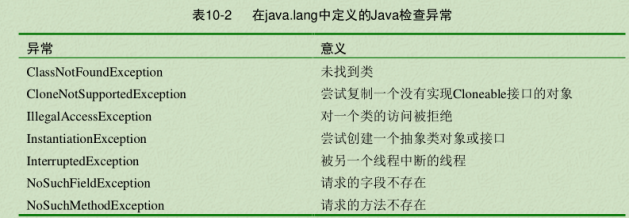 表10-2 在java.lang中定义的Java检查异常
异常 意义
ClassNotFoundException 未找到类
CloneNotSupportedException 尝试复制一个没有实现Cloneable接口的对象
IllegalAccessException 对一个类的访问被拒绝
InstantiationException 尝试创建一个抽象类对象或接口
InterruptedException 被另一个线程中断的线程
NoSuchFieldException 请求的字段不存在
NoSuchMethodException 请求的方法不存在